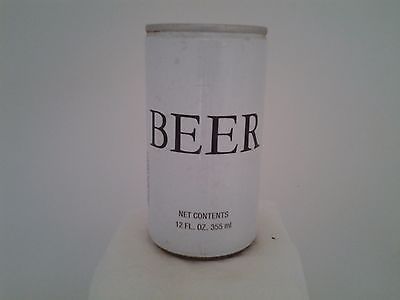 BEER
NET CONTENTS
12 FL. OZ. 355 ml